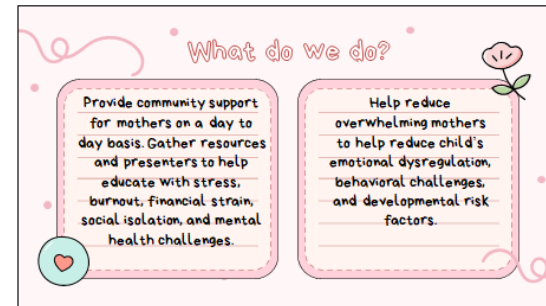 What do we do?
Provide community support
for mothers on a day to
day basis. Gather resources
and presenters to help
educate with stress,
burnout, financial strain,
social isolation, and mental
health challenges.
Help reduce
overwhelming mothers
to help reduce child's
emotional dysregulation,
behavioral challenges,
and developmental risk
factors.